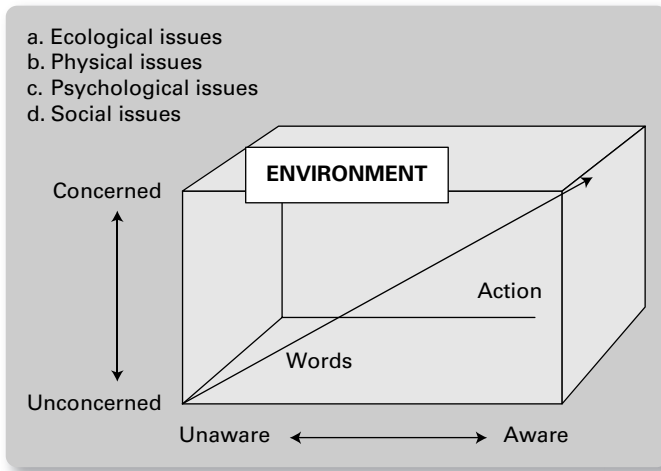 a. Ecological issues
b. Physical issues
c. Psychological issues
d. Social issues
ENVIRONMENT
Concerned
Action
Words
Unconcerned
Unaware
Aware